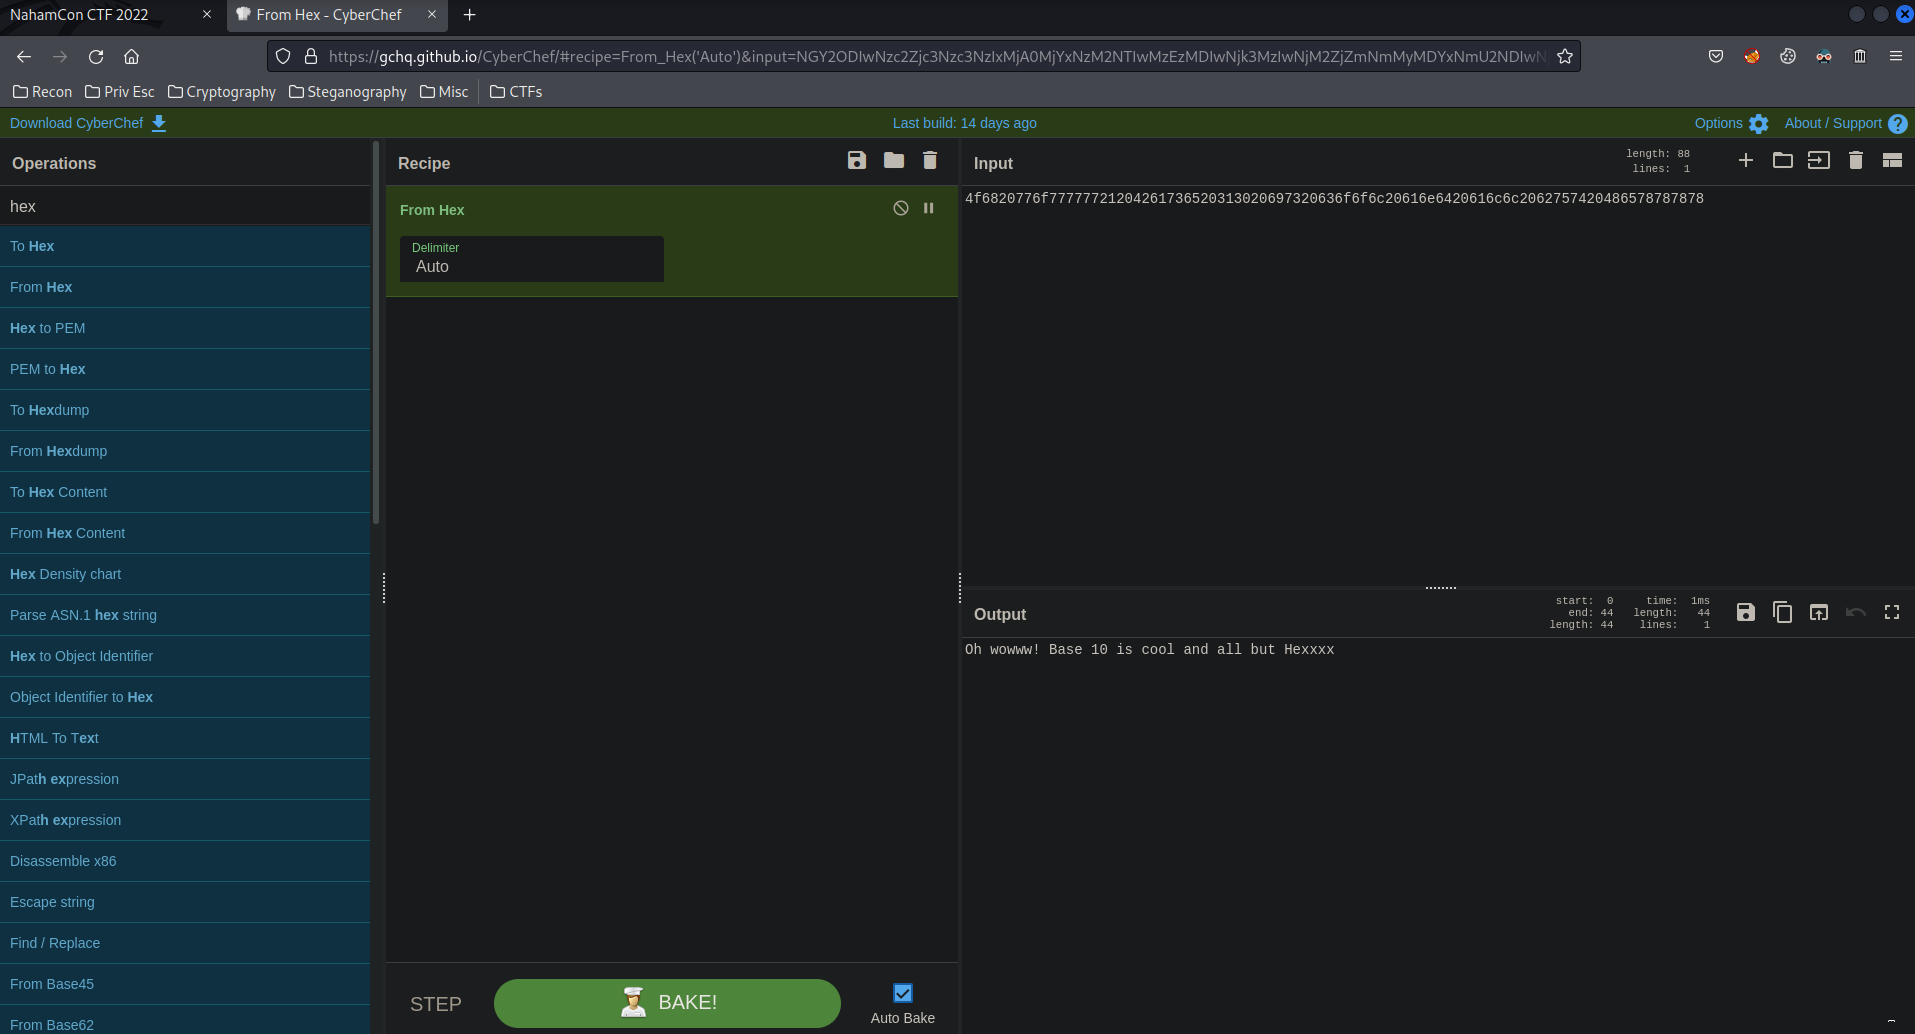 NahamCon CTF 2022
From Hex - CyberChef
https://gchq.github.io/CyberChef/#recipe=From_Hex('Auto')&input=NGY2ODIwNzc2Zjc3Nzc3NzIxMjA0MjYxNzM2NTIwMzEzMDIwNjk3MzIwNjM2ZjZmNmMyMDYxNmU2NDIwN
Recon
Priv Esc
Cryptography
Steganography
Misc
CTFs
Download CyberChef
Last build: 14 days ago
Options
About / Support
Operations
hex
To Hex
From Hex
Hex to PEM
PEM to Hex
To Hexdump
From Hexdump
To Hex Content
From Hex Content
Hex Density chart
Parse ASN.1 hex string
Hex to Object Identifier
Object Identifier to Hex
HTML To Text
JPath expression
XPath expression
Disassemble x86
Escape string
Find / Replace
From Base45
From Base62
Recipe
From Hex
Delimiter
Auto
STEP
BAKE!
Auto Bake
Input
length: 88
lines: 1
4f6820776f7777772120426173652031302069732063 6f6f6c20616e6420616c6c2062757420486578787878
Output
start: 0
end: 44
length: 44
time: 1ms
length: 44
lines: 1
Oh wowww! Base 10 is cool and all but Hexxxx